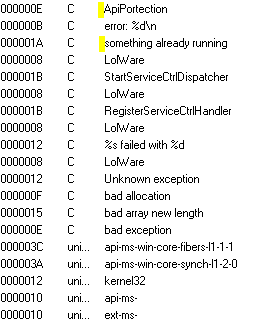 0000000E C ApiPortection
0000000B C error: %d\n
0000001A C something already running
00000008 C LolWare
0000001B C StartServiceCtrlDispatcher
00000008 C LolWare
0000001B C RegisterServiceCtrlHandler
00000008 C LolWare
00000012 C %s failed with %d
00000008 C LolWare
00000012 C Unknown exception
0000000F C bad allocation
00000015 C bad array new length
0000000E C bad exception
0000003C uni... api-ms-win-core-fibers-l1-1-1
0000003A uni... api-ms-win-core-synch-l1-2-0
00000012 uni... kernel32
00000010 uni... api-ms-
00000010 uni... ext-ms-